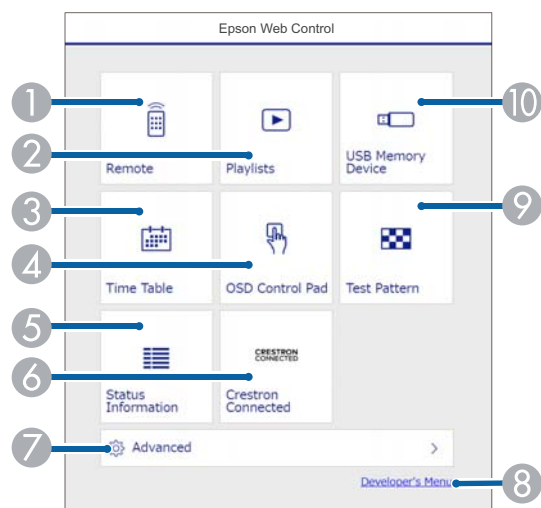 Epson Web Control
1
10
2
Remote
Playlists
USB Memory
Device
3
9
4
Time Table
OSD Control Pad
Test Pattern
5
CRESTRON
CONNECTED
6
Status
Information
Crestron
Connected
7
Advanced
Developer's Menu
8